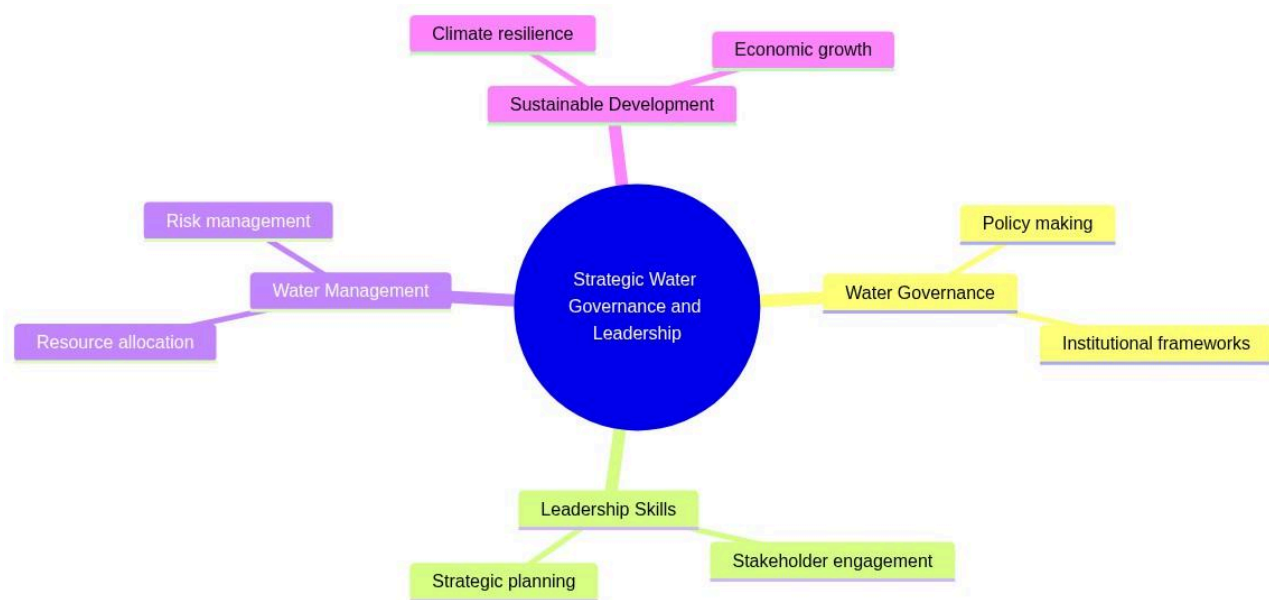 Climate resilience
Economic growth
Sustainable Development
Risk management
Policy making
Water Management
Strategic Water
Governance and
Leadership
Water Governance
Resource allocation
Institutional frameworks
Leadership Skills
Stakeholder engagement
Strategic planning